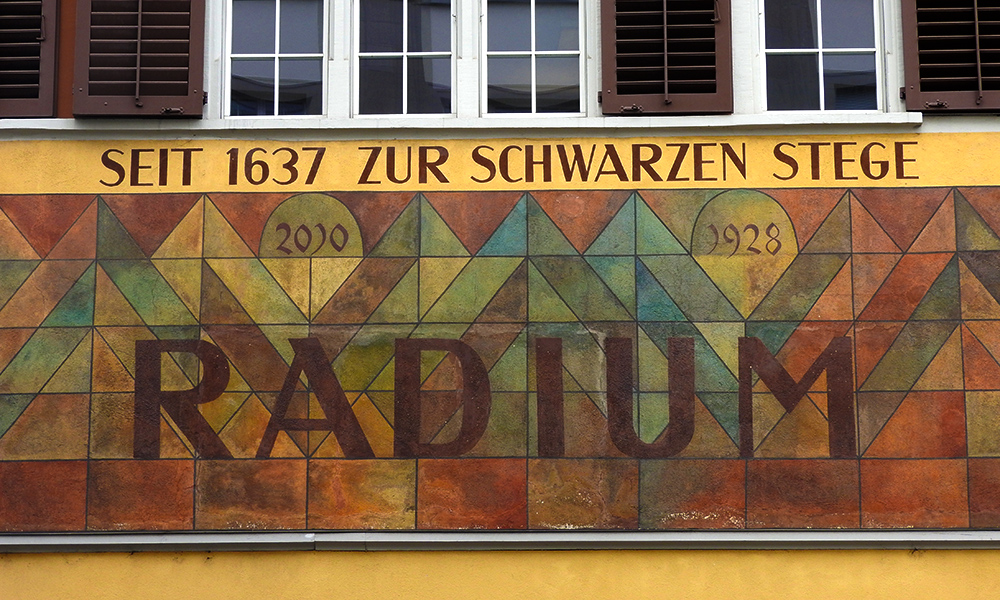 SEIT 1637 ZUR SCHWARZEN STEGE
2010 1928
RADIUM